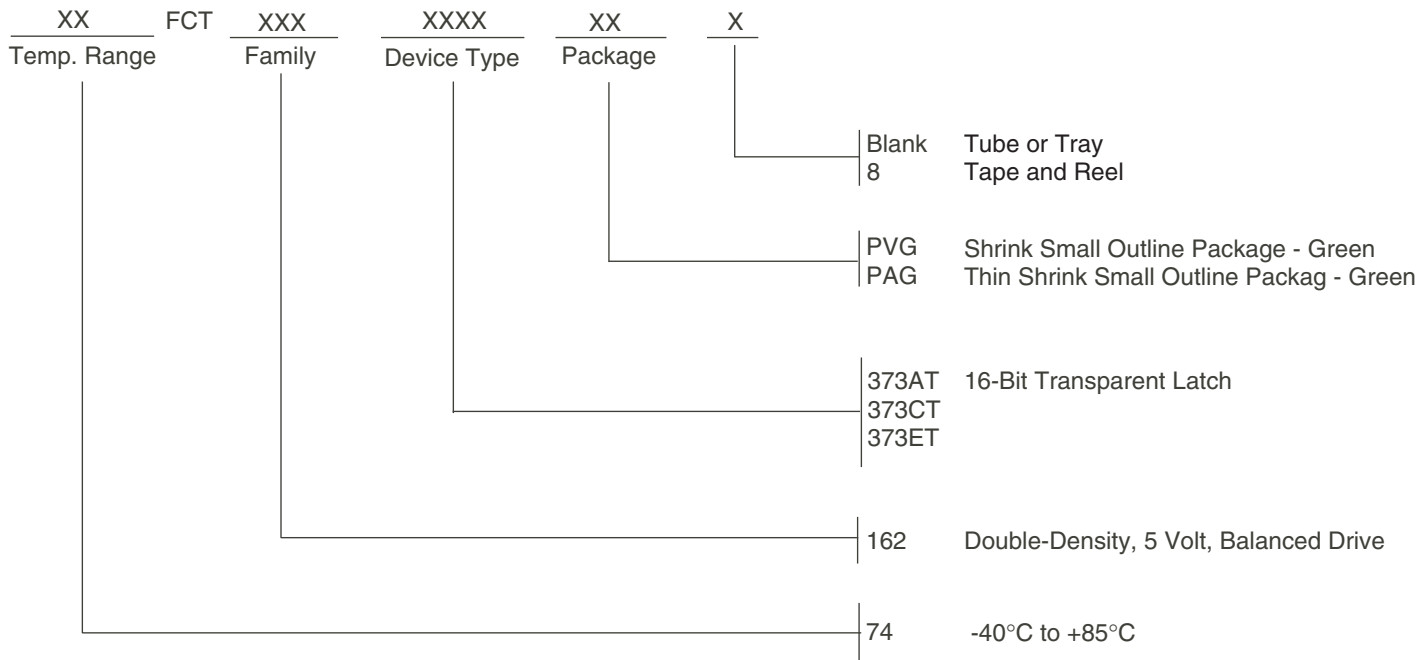 XX FCT XXX XXXX XX X
Temp. Range Family Device Type Package
Blank Tube or Tray
8 Tape and Reel
PVG Shrink Small Outline Package - Green
PAG Thin Shrink Small Outline Packag - Green
373AT 16-Bit Transparent Latch
373CT
373ET
162 Double-Density, 5 Volt, Balanced Drive
74 -40°C to +85°C